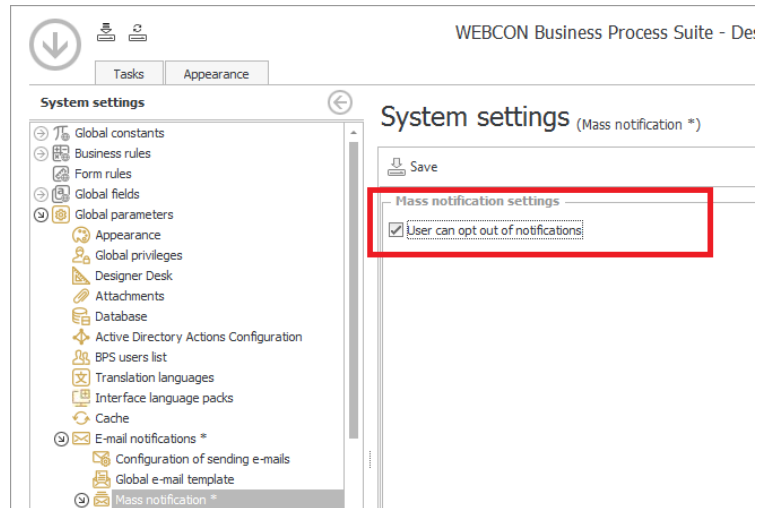 WEBCON Business Process Suite - Des
Tasks
Appearance
System settings
Global constants
Business rules
Form rules
Global fields
Global parameters
Appearance
Global privileges
Designer Desk
Attachments
Database
Active Directory Actions Configuration
BPS users list
Translation languages
Interface language packs
Cache
E-mail notifications *
Configuration of sending e-mails
Global e-mail template
Mass notification *
System settings (Mass notification *)
Save
Mass notification settings
User can opt out of notifications